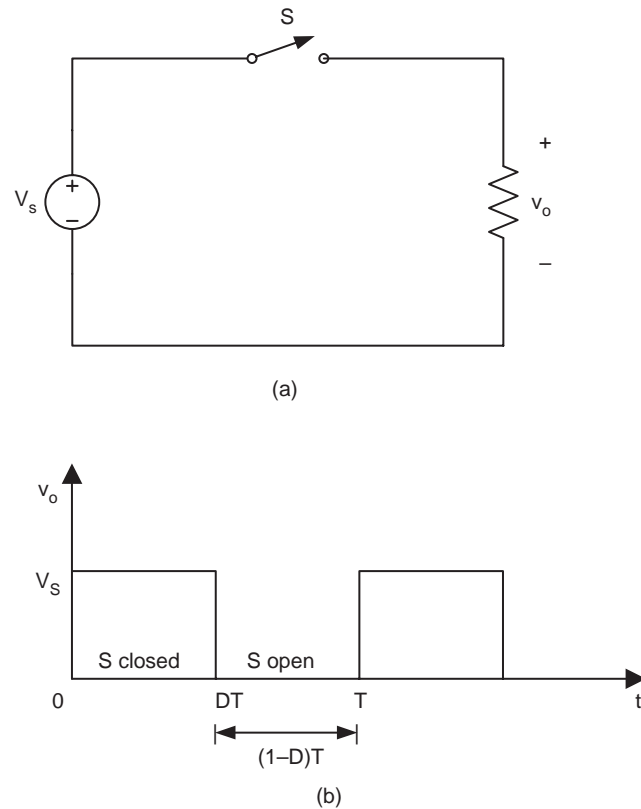 S
+
V_s
+
–
v_o
–
(a)
v_o
V_S
S closed
S open
0
DT
T
t
(1–D)T
(b)